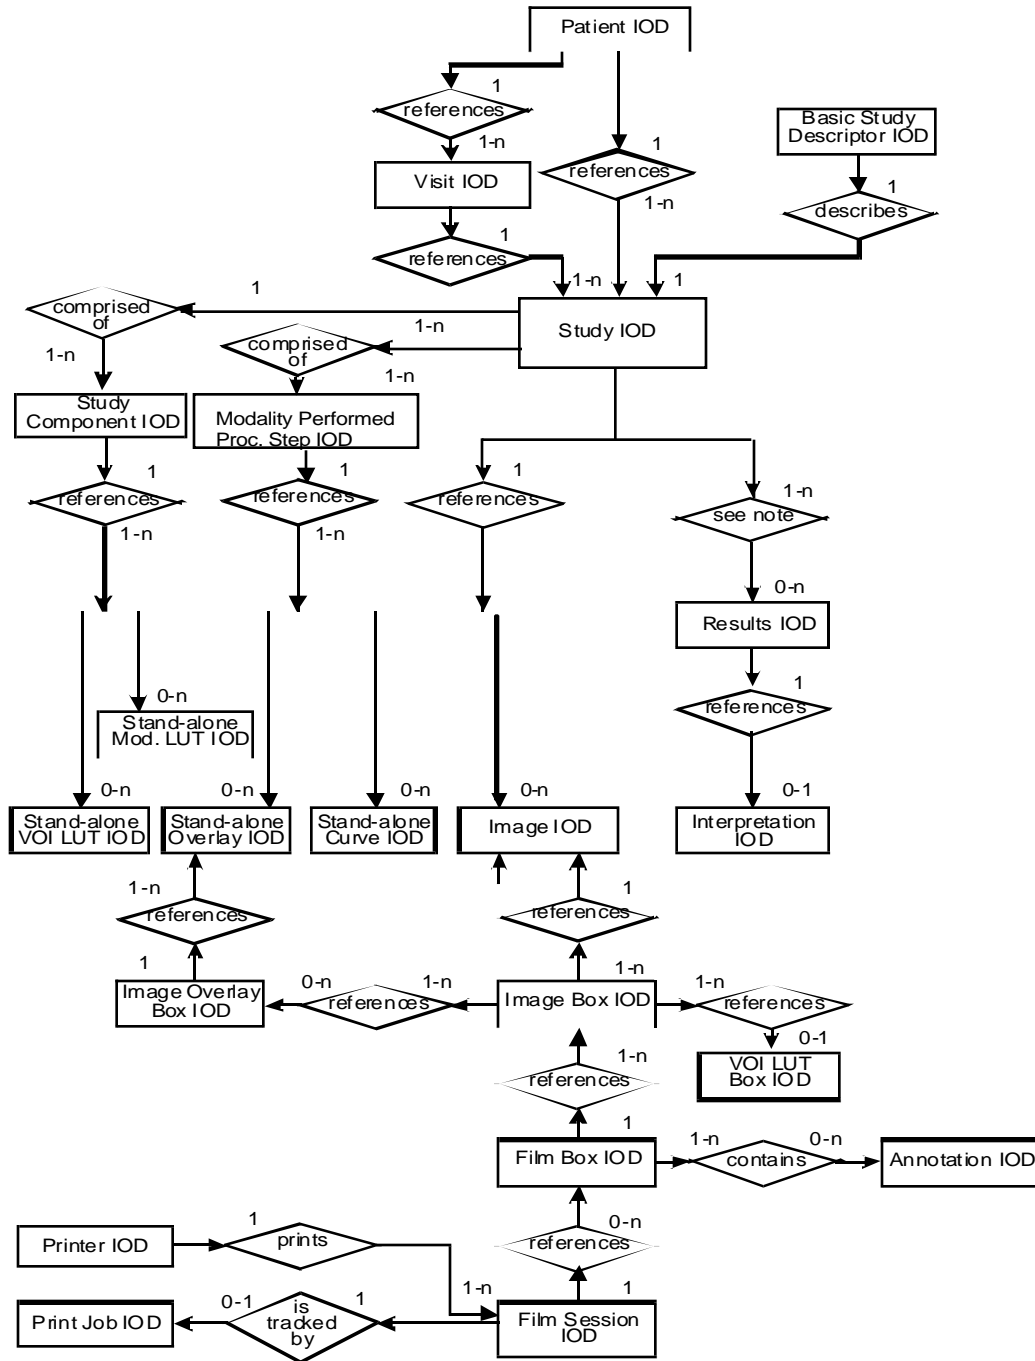 Patient IOD
1
references
1-n
Visit IOD
1
references
1-n
Basic Study
Descriptor IOD
1
describes
1
references
1-n
1
1
comprised
of
1-n
Study IOD
1-n
comprised
of
1-n
Study
Component IOD
Modality Performed
Proc. Step IOD
1
references
1-n
1
references
1-n
1
references
1-n
see note
0-n
Results IOD
1
references
0-1
Interpretation
IOD
0-n
Stand-alone
Mod. LUT IOD
0-n
Stand-alone
VOI LUT IOD
0-n
Stand-alone
Overlay IOD
0-n
Stand-alone
Curve IOD
0-n
Image IOD
1-n
references
1
Image Overlay
Box IOD
1
references
1-n
0-n
references
1-n
Image Box IOD
1-n
references
0-1
VOI LUT
Box IOD
1-n
references
1
Film Box IOD
1-n
contains
0-n
Annotation IOD
0-n
references
1
Printer IOD
1
prints
1-n
Film Session
IOD
Print Job IOD
0-1
is
tracked
by
1